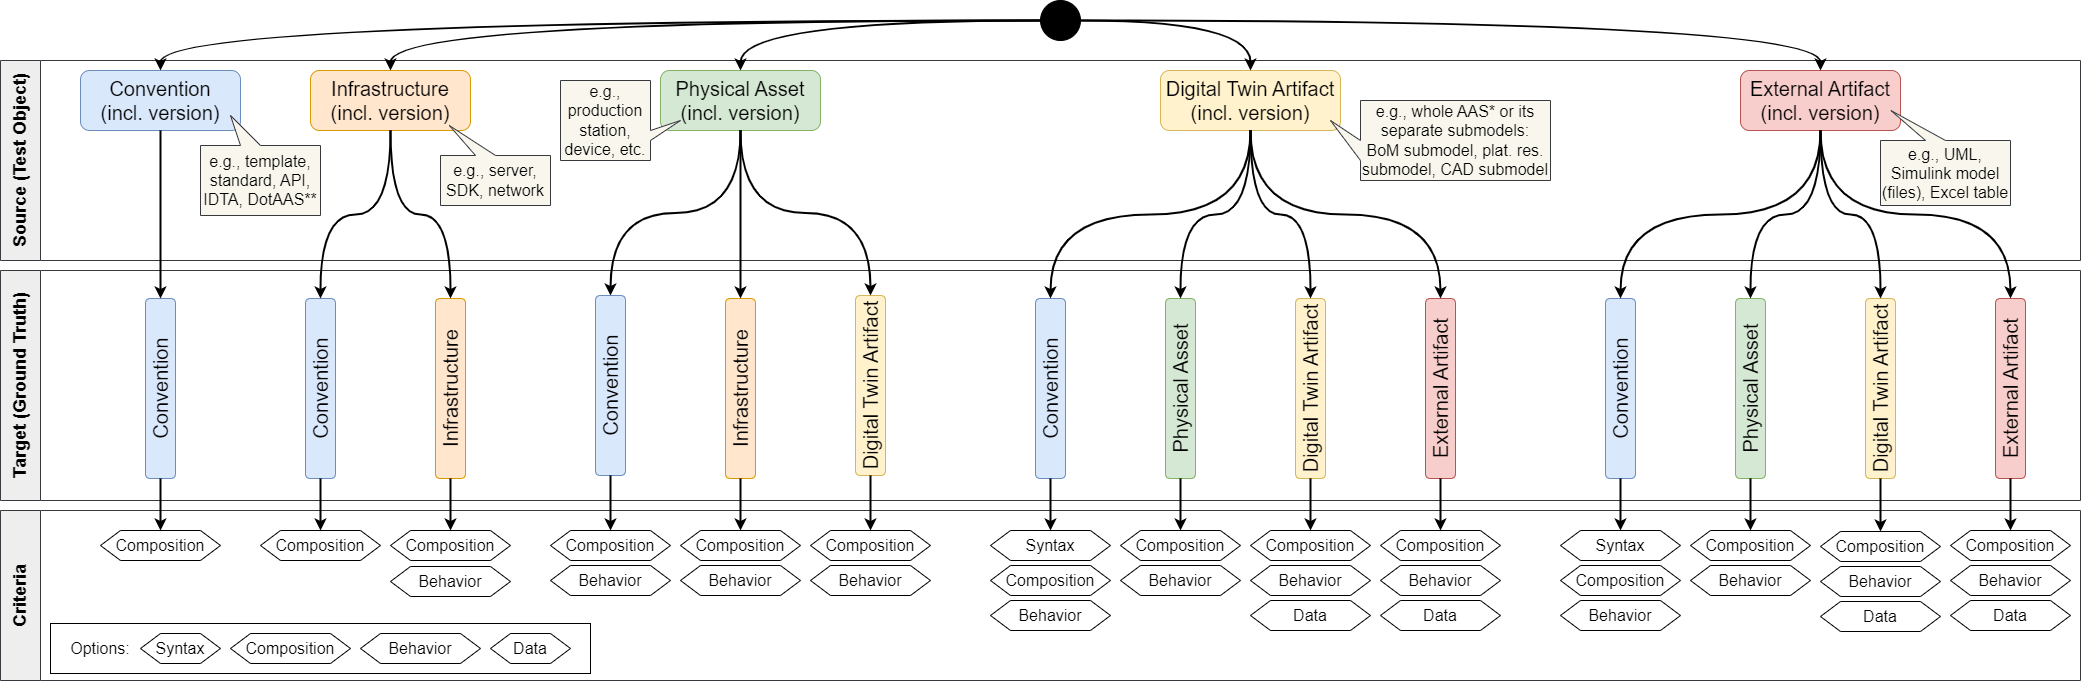 Source (Test Object)
Convention
(incl. version)
e.g., template,
standard, API,
IDTA, DotAAS**
Infrastructure
(incl. version)
e.g., server,
SDK, network
e.g.,
production
station,
device, etc.
Physical Asset
(incl. version)
Digital Twin Artifact
(incl. version)
e.g., whole AAS* or its
separate submodels:
BoM submodel, plat. res.
submodel, CAD submodel
External Artifact
(incl. version)
e.g., UML,
Simulink model
(files), Excel table
Target (Ground Truth)
Convention
Convention
Infrastructure
Convention
Infrastructure
Digital Twin Artifact
Convention
Physical Asset
Digital Twin Artifact
External Artifact
Convention
Physical Asset
Digital Twin Artifact
External Artifact
Criteria
Composition
Composition
Composition
Behavior
Composition
Behavior
Composition
Behavior
Composition
Behavior
Syntax
Composition
Behavior
Composition
Behavior
Composition
Behavior
Data
Composition
Behavior
Data
Syntax
Composition
Behavior
Composition
Behavior
Composition
Behavior
Data
Composition
Behavior
Data
Options: Syntax Composition Behavior Data